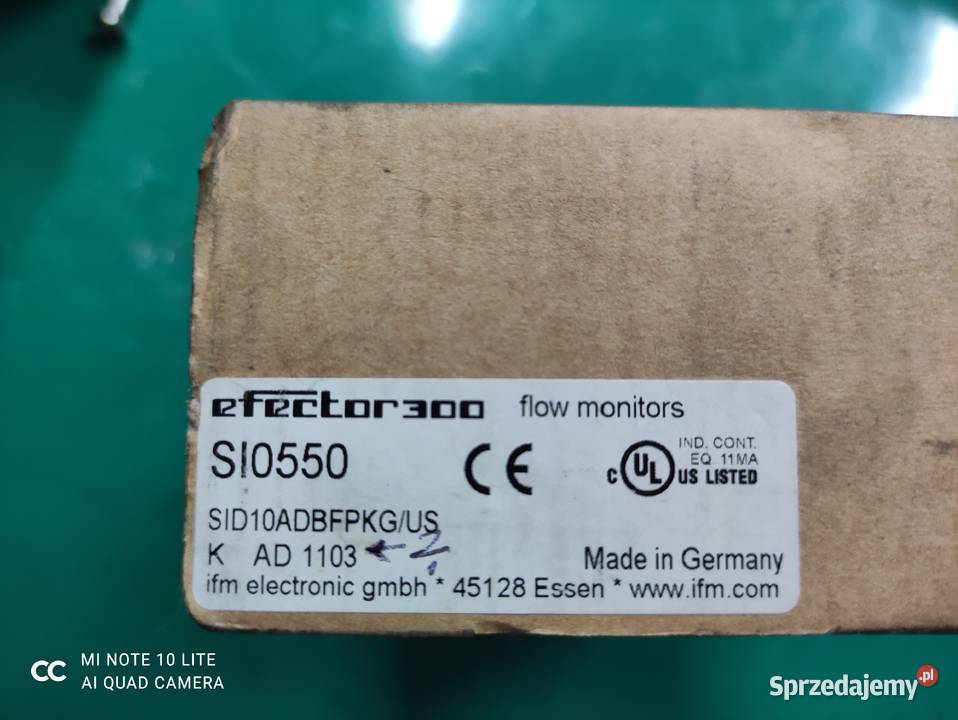 efector300 flow monitors
SI0550 CE c UL US LISTED
IND. CONT.
EQ 11MA
SID10ADBFPKG/US
K AD 1103 ← 2
Made in Germany
ifm electronic gmbh * 45128 Essen * www.ifm.com
CC MI NOTE 10 LITE
AI QUAD CAMERA
Sprzedajemy.pl